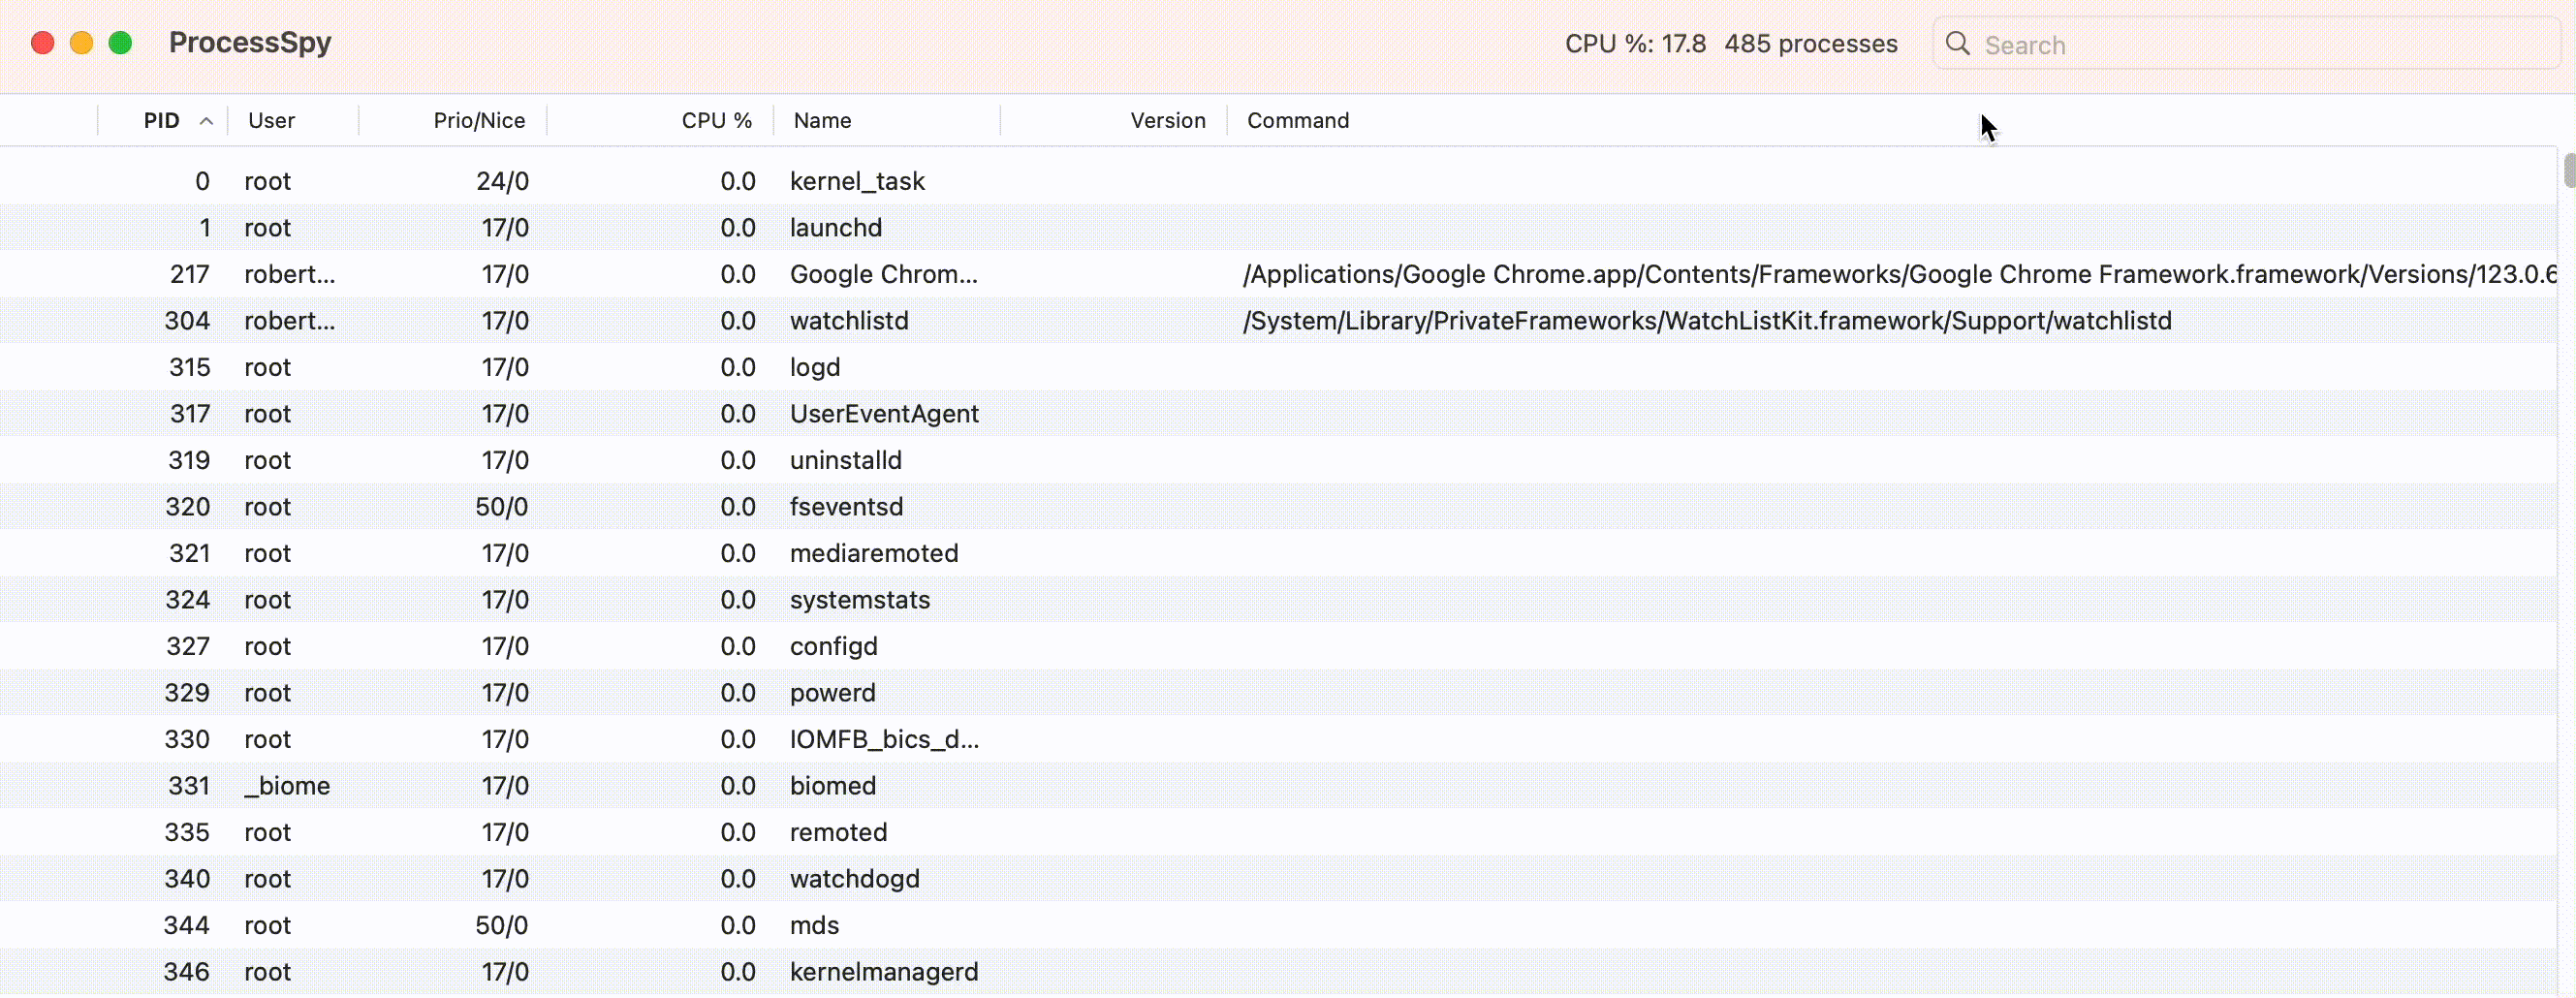 ProcessSpy CPU %: 17.8 485 processes Search
PID User Prio/Nice CPU % Name Version Command
0 root 24/0 0.0 kernel_task
1 root 17/0 0.0 launchd
217 robert... 17/0 0.0 Google Chrom... /Applications/Google Chrome.app/Contents/Frameworks/Google Chrome Framework.framework/Versions/123.0.6
304 robert... 17/0 0.0 watchlistd /System/Library/PrivateFrameworks/WatchListKit.framework/Support/watchlistd
315 root 17/0 0.0 logd
317 root 17/0 0.0 UserEventAgent
319 root 17/0 0.0 uninstalld
320 root 50/0 0.0 fseventsd
321 root 17/0 0.0 mediaremoted
324 root 17/0 0.0 systemstats
327 root 17/0 0.0 configd
329 root 17/0 0.0 powerd
330 root 17/0 0.0 IOMFB_bics_d...
331 _biome 17/0 0.0 biomed
335 root 17/0 0.0 remoted
340 root 17/0 0.0 watchdogd
344 root 50/0 0.0 mds
346 root 17/0 0.0 kernelmanagerd